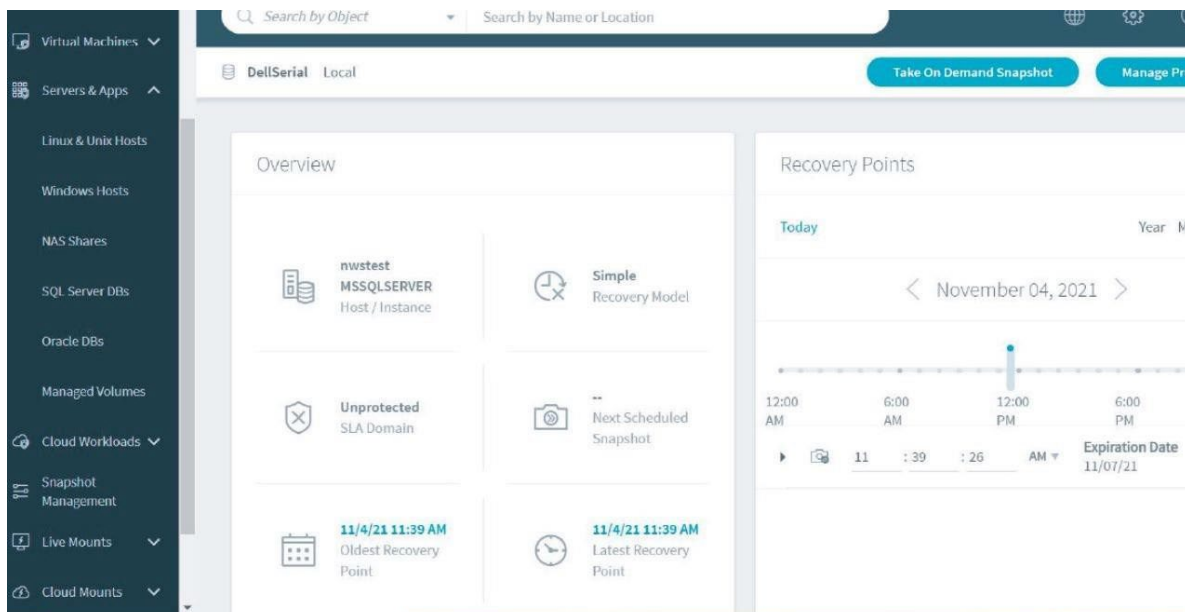 Search by Object
Search by Name or Location
Virtual Machines
Servers & Apps
Linux & Unix Hosts
Windows Hosts
NAS Shares
SQL Server DBs
Oracle DBs
Managed Volumes
Cloud Workloads
Snapshot
Management
Live Mounts
Cloud Mounts
DellSerial Local
Take On Demand Snapshot
Manage Pr
Overview
nwstest
MSSQLSERVER
Host / Instance
Simple
Recovery Model
Unprotected
SLA Domain
--
Next Scheduled
Snapshot
11/4/21 11:39 AM
Oldest Recovery
Point
11/4/21 11:39 AM
Latest Recovery
Point
Recovery Points
Today
Year M
November 04, 2021
12:00
AM
6:00
AM
12:00
PM
6:00
PM
11 : 39 : 26 AM
Expiration Date
11/07/21